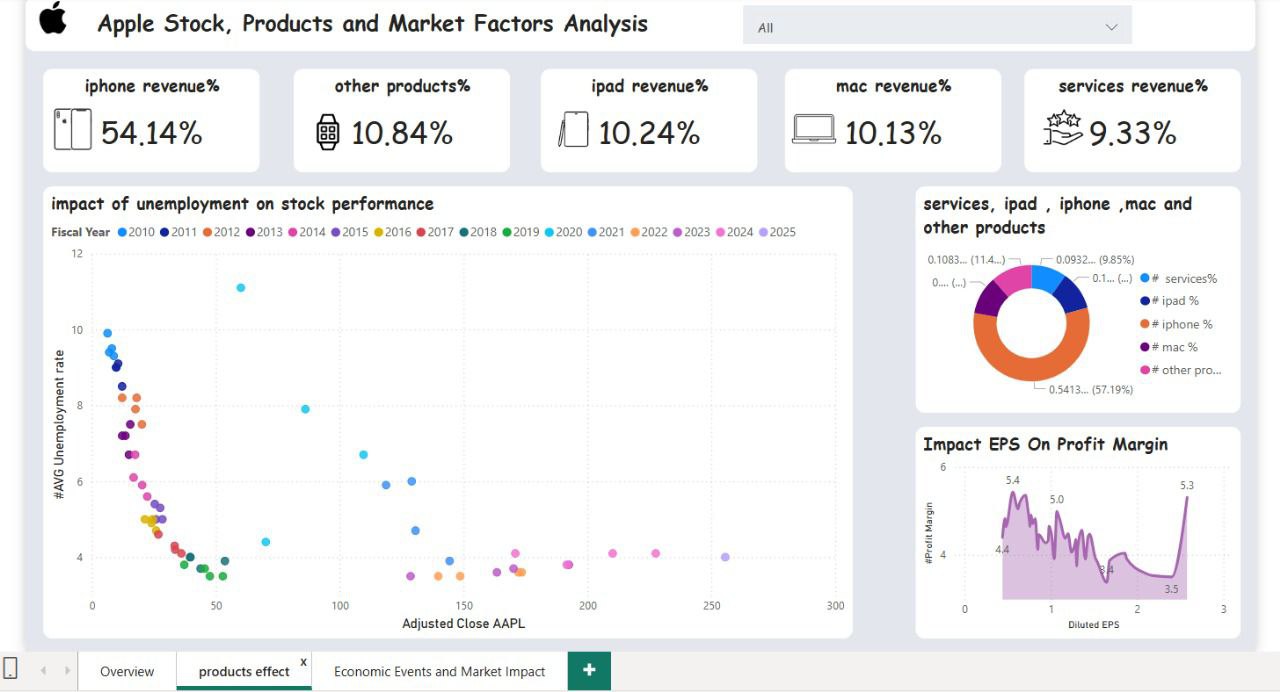 Apple Stock, Products and Market Factors Analysis
All
iphone revenue%
54.14%
other products%
10.84%
ipad revenue%
10.24%
mac revenue%
10.13%
services revenue%
9.33%
impact of unemployment on stock performance
Fiscal Year 2010 2011 2012 2013 2014 2015 2016 2017 2018 2019 2020 2021 2022 2023 2024 2025
#AVG Unemployment rate
12
10
8
6
4
0 50 100 150 200 250 300
Adjusted Close AAPL
services, ipad , iphone ,mac and
other products
0.1083... (11.4...)
0.0932... (9.85%)
0.... (...)
0.1... (...)
0.5413... (57.19%)
# services%
# ipad %
# iphone %
# mac %
# other pro...
Impact EPS On Profit Margin
#Profit Margin
6
4
5.4
5.0
5.3
4.4
3.4
3.5
0 1 2 3
Diluted EPS
Overview
products effect x
Economic Events and Market Impact
+